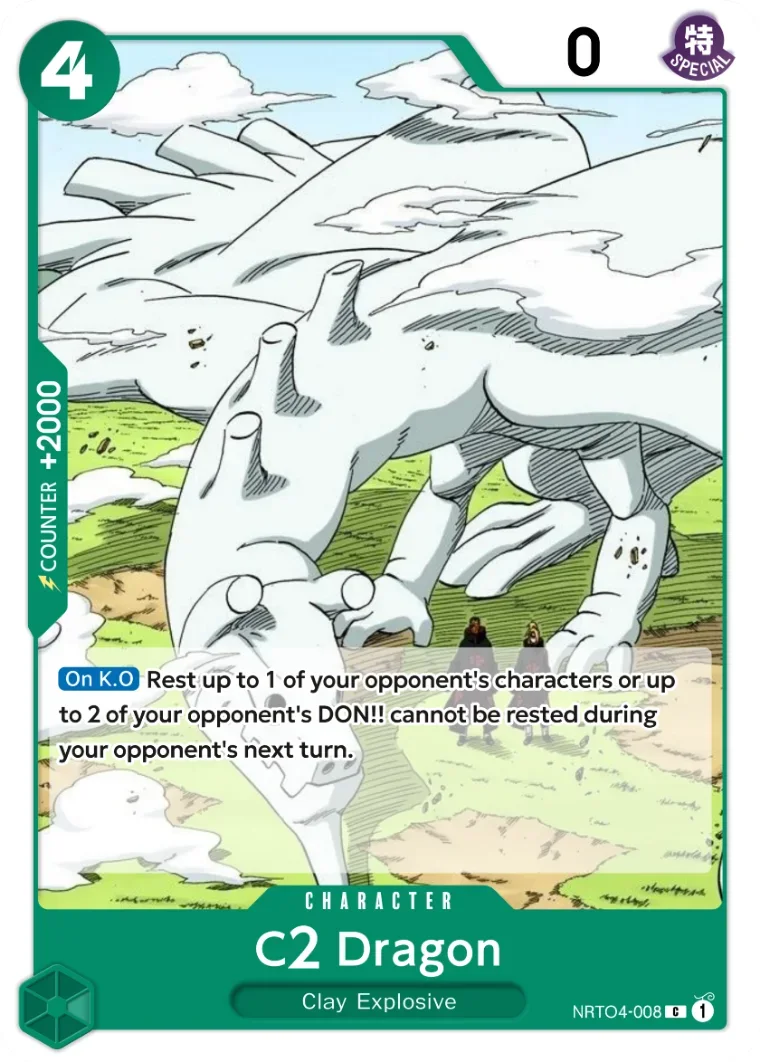 4
0
特
SPECIAL
COUNTER +2000
On K.O Rest up to 1 of your opponent's characters or up
to 2 of your opponent's DON!! cannot be rested during
your opponent's next turn.
CHARACTER
C2 Dragon
Clay Explosive
NRTO4-008 C 1